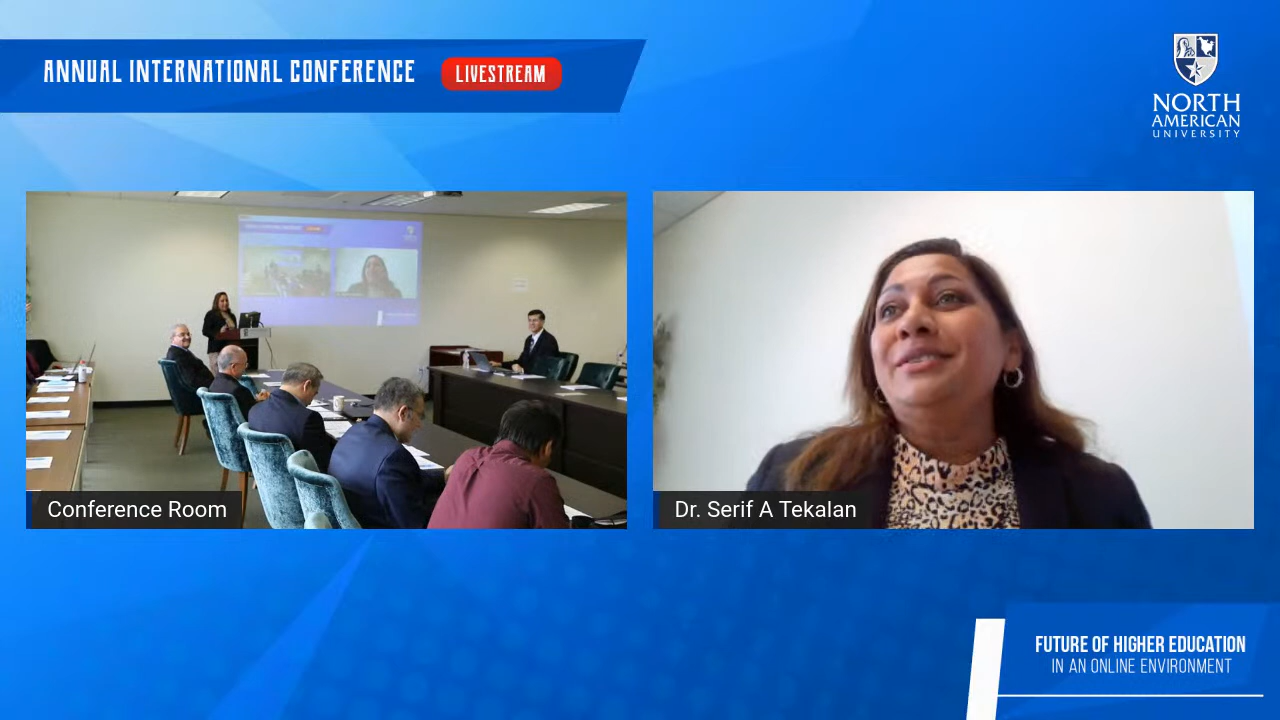 ANNUAL INTERNATIONAL CONFERENCE
LIVESTREAM
NORTH
AMERICAN
UNIVERSITY
Conference Room
Dr. Serif A Tekalan
FUTURE OF HIGHER EDUCATION
IN AN ONLINE ENVIRONMENT